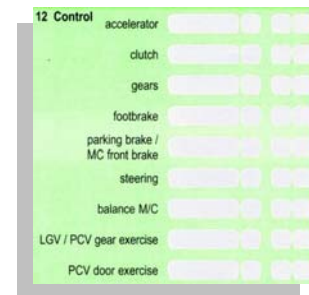 12 Control
accelerator
clutch
gears
footbrake
parking brake /
MC front brake
steering
balance M/C
LGV / PCV gear exercise
PCV door exercise